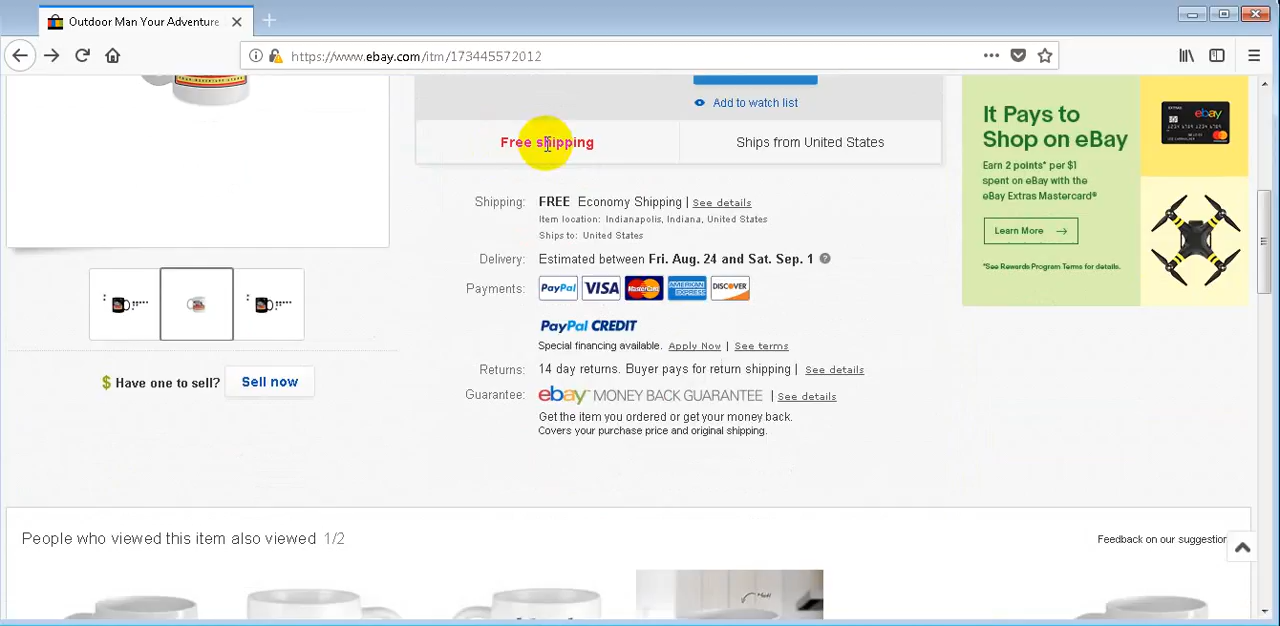 Outdoor Man Your Adventure
https://www.ebay.com/itm/173445572012
Add to watch list
Free shipping
Ships from United States
Shipping: FREE Economy Shipping | See details
Item location: Indianapolis, Indiana, United States
Ships to: United States
Delivery: Estimated between Fri. Aug. 24 and Sat. Sep. 1
Payments: PayPal VISA MasterCard AMERICAN EXPRESS DISCOVER
PayPal CREDIT
Special financing available. Apply Now | See terms
Returns: 14 day returns. Buyer pays for return shipping | See details
Guarantee: ebay MONEY BACK GUARANTEE | See details
Get the item you ordered or get your money back.
Covers your purchase price and original shipping.
$ Have one to sell? Sell now
It Pays to
Shop on eBay
Earn 2 points* per $1
spent on eBay with the
eBay Extras Mastercard®
Learn More
*See Rewards Program Terms for details.
ebay
People who viewed this item also viewed 1/2
Feedback on our suggestion